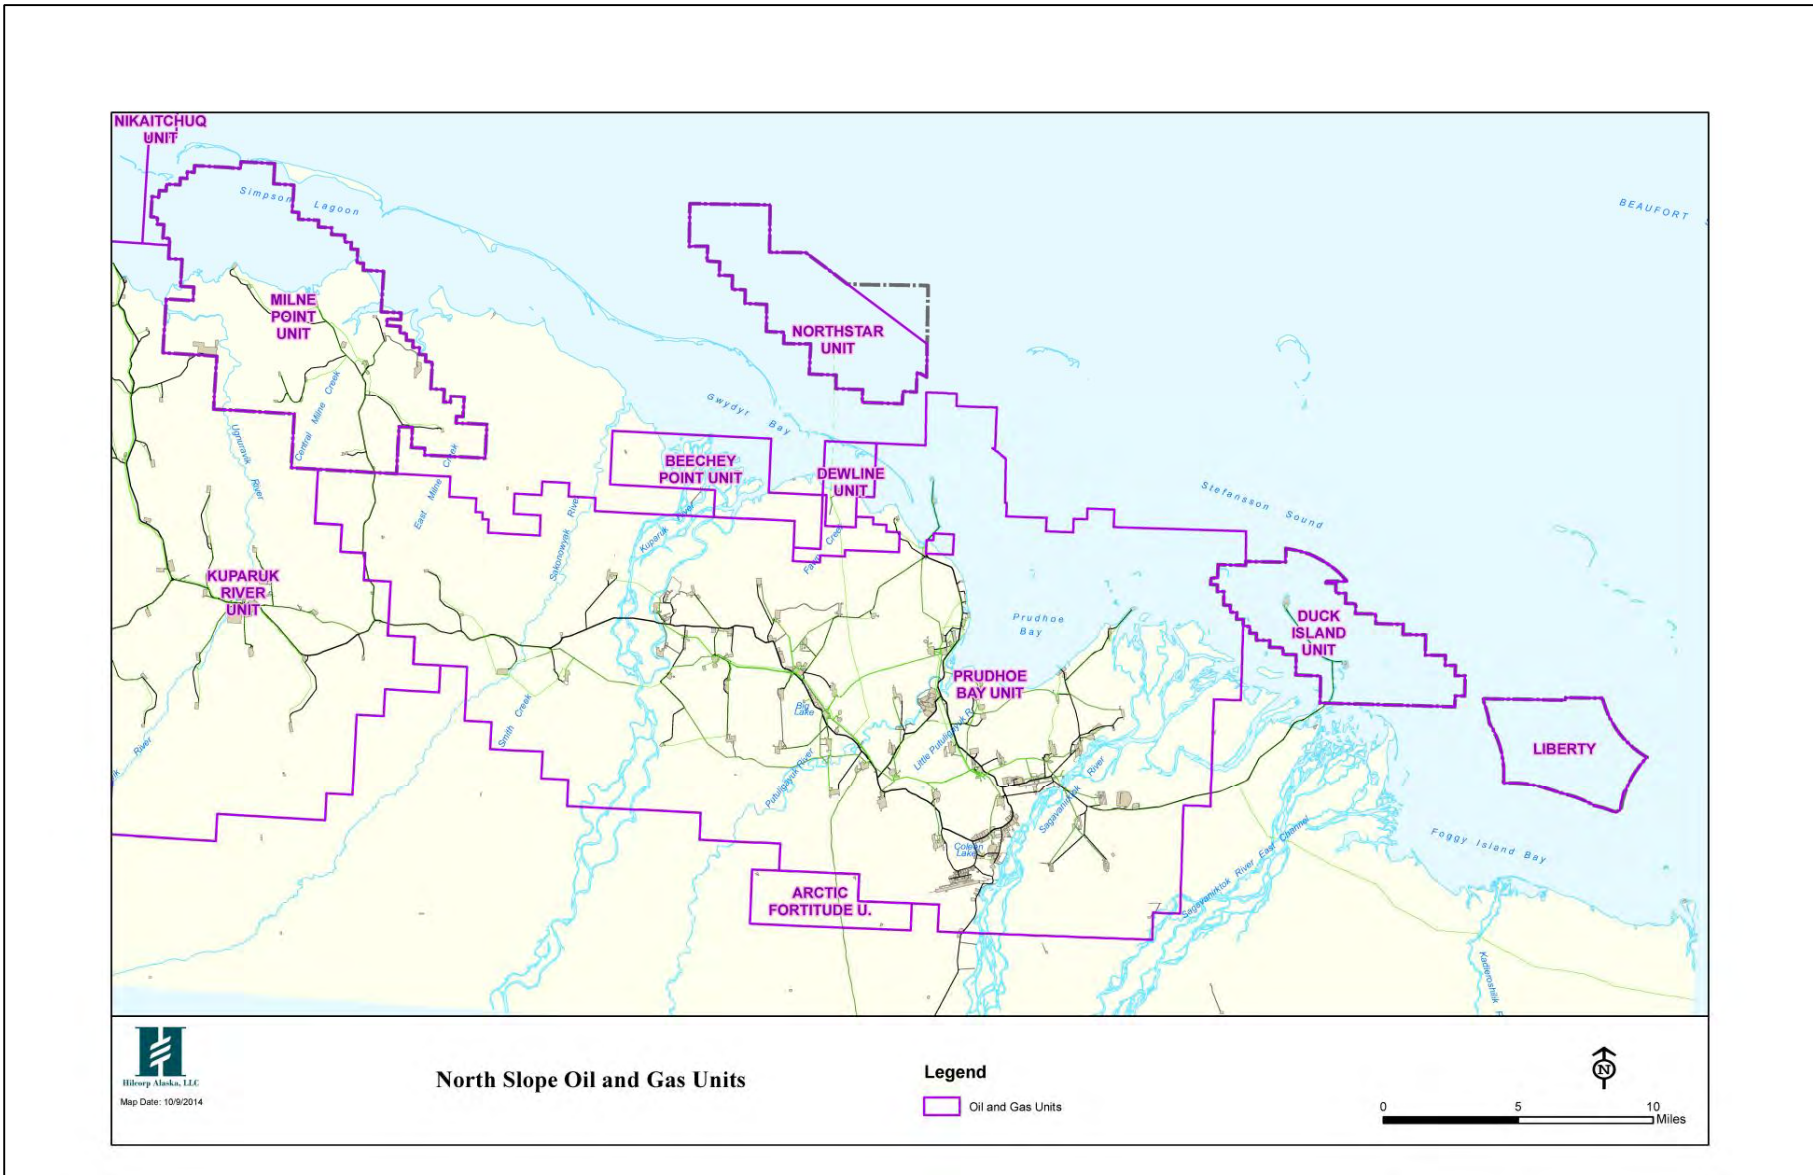 NIKAITCHUQ
UNIT
Simpson Lagoon
BEAUFORT
MILNE
POINT
UNIT
NORTHSTAR
UNIT
Gwydyr Bay
Ugnuravik River
Central Milne Creek
East Milne Creek
Sakonowyak River
BEECHEY
POINT UNIT
DEWLINE
UNIT
Kuparuk River
Fawn Creek
Stefansson Sound
KUPARUK
RIVER
UNIT
Prudhoe
Bay
DUCK
ISLAND
UNIT
PRUDHOE
BAY UNIT
Big
Lake
Smith Creek
River
Little Putuligayuk R
Putuligayuk River
Sagavanirktok River
LIBERTY
Foggy Island Bay
Sagavanirktok River East Channel
Coleen
Lake
ARCTIC
FORTITUDE U.
Kadleroshilik R
Hilcorp Alaska, LLC
Map Date: 10/9/2014
North Slope Oil and Gas Units
Legend
Oil and Gas Units
N
0 5 10
Miles